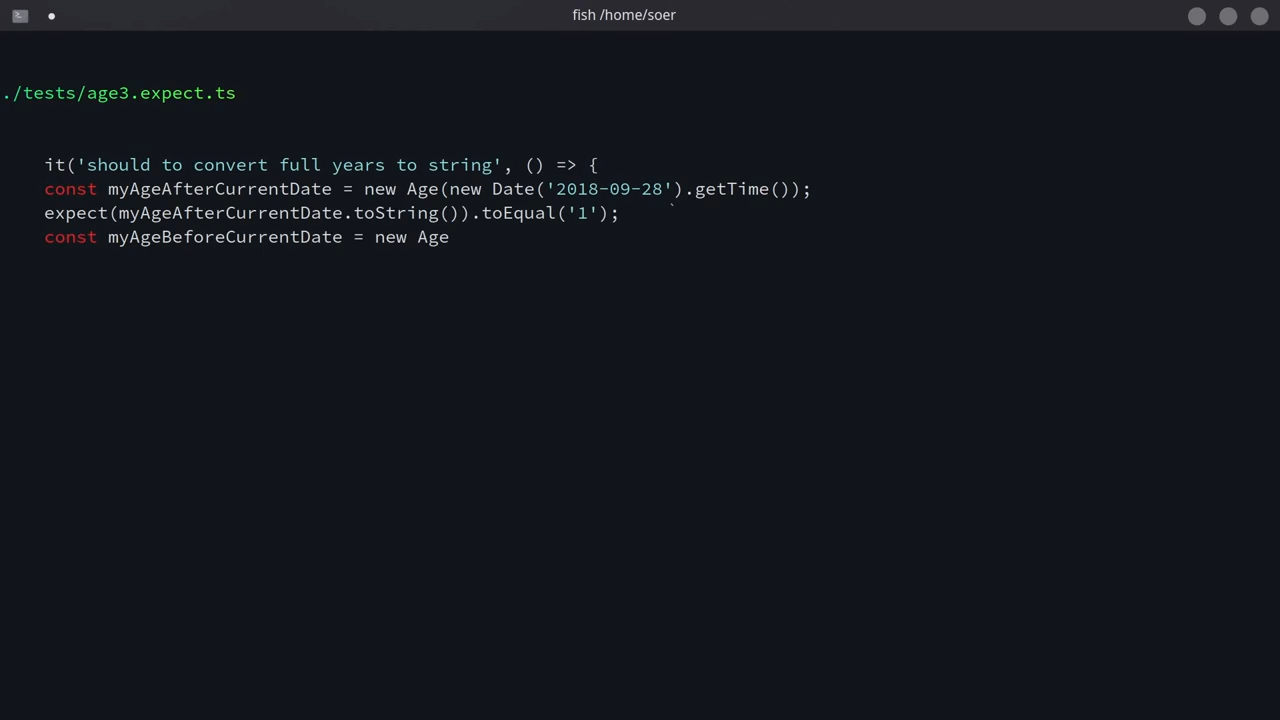 fish /home/soer
./tests/age3.expect.ts
it('should to convert full years to string', () => {
const myAgeAfterCurrentDate = new Age(new Date('2018-09-28').getTime());
expect(myAgeAfterCurrentDate.toString()).toEqual('1');
const myAgeBeforeCurrentDate = new Age